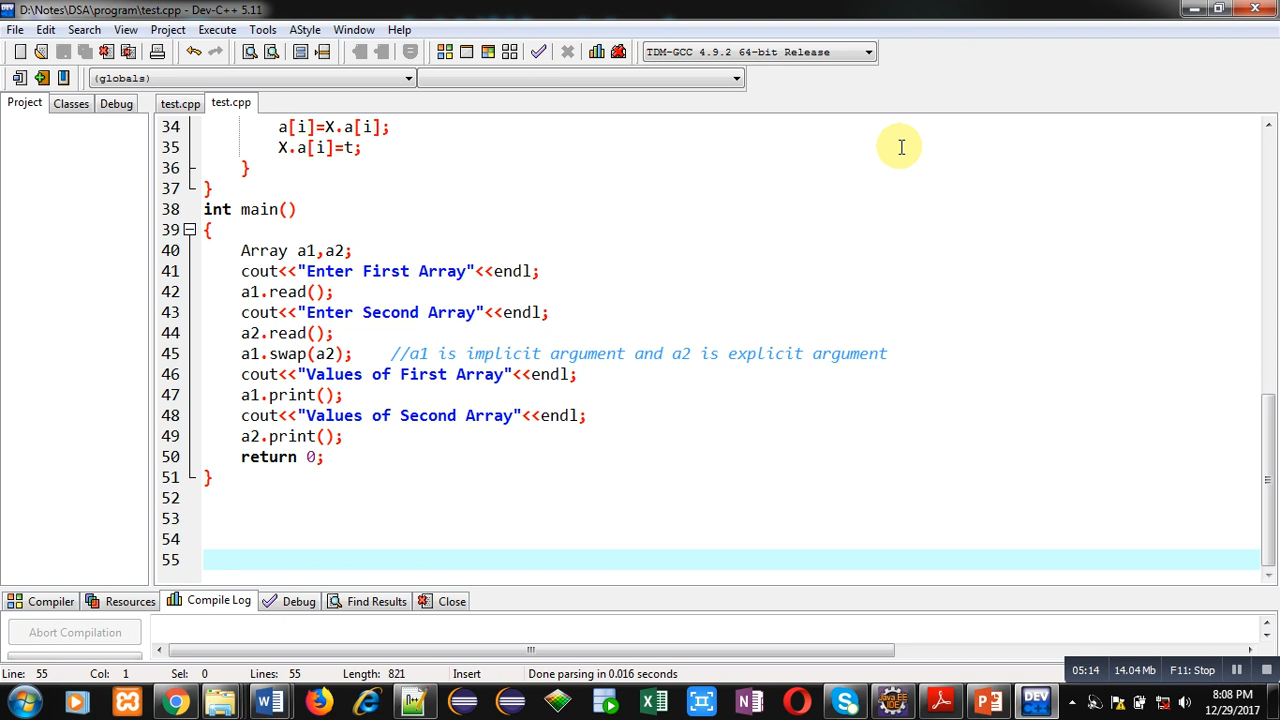 D:\Notes\DSA\program\test.cpp - Dev-C++ 5.11
File Edit Search View Project Execute Tools AStyle Window Help
TDM-GCC 4.9.2 64-bit Release
(globals)
Project Classes Debug test.cpp test.cpp
34 a[i]=X.a[i];
35 X.a[i]=t;
36 }
37 }
38 int main()
39 {
40 Array a1,a2;
41 cout<<"Enter First Array"<<endl;
42 a1.read();
43 cout<<"Enter Second Array"<<endl;
44 a2.read();
45 a1.swap(a2); //a1 is implicit argument and a2 is explicit argument
46 cout<<"Values of First Array"<<endl;
47 a1.print();
48 cout<<"Values of Second Array"<<endl;
49 a2.print();
50 return 0;
51 }
52
53
54
55
Compiler Resources Compile Log Debug Find Results Close
Abort Compilation
Line: 55 Col: 1 Sel: 0 Lines: 55 Length: 821 Insert Done parsing in 0.016 seconds
05:14 14.04 Mb F11: Stop
8:08 PM
12/29/2017